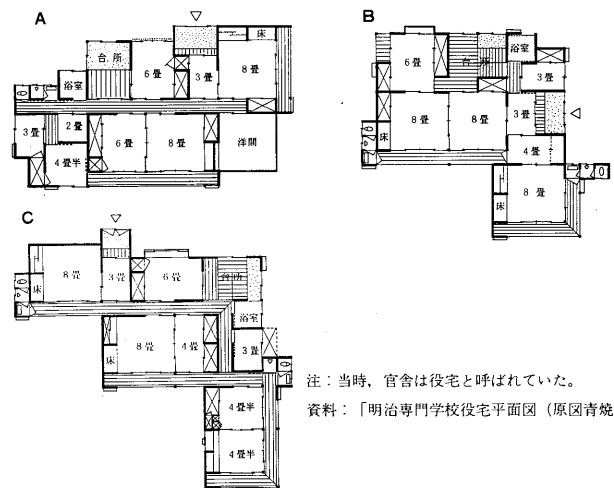 A
台所
6畳
3畳
床
8畳
浴室
3畳
2畳
4畳半
6畳
8畳
洋間
B
6畳
台所
浴室
3畳
8畳
8畳
3畳
床
4畳
床
8畳
C
8畳
床
3畳
6畳
台所
浴室
8畳
4畳
床
3畳
4畳半
4畳半
注：当時，官舎は役宅と呼ばれていた。
資料：「明治専門学校役宅平面図（原図青焼